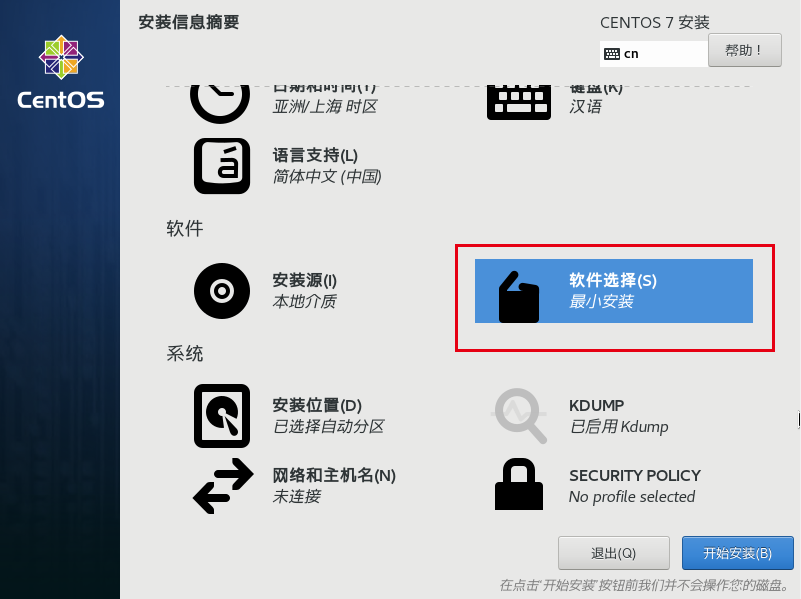 安装信息摘要
CENTOS 7 安装
cn
帮助！
CentOS
日期和时间(T)
亚洲/上海 时区
键盘(K)
汉语
语言支持(L)
简体中文 (中国)
软件
安装源(I)
本地介质
软件选择(S)
最小安装
系统
安装位置(D)
已选择自动分区
KDUMP
已启用 Kdump
网络和主机名(N)
未连接
SECURITY POLICY
No profile selected
退出(Q)
开始安装(B)
在点击“开始安装”按钮前我们并不会操作您的磁盘。